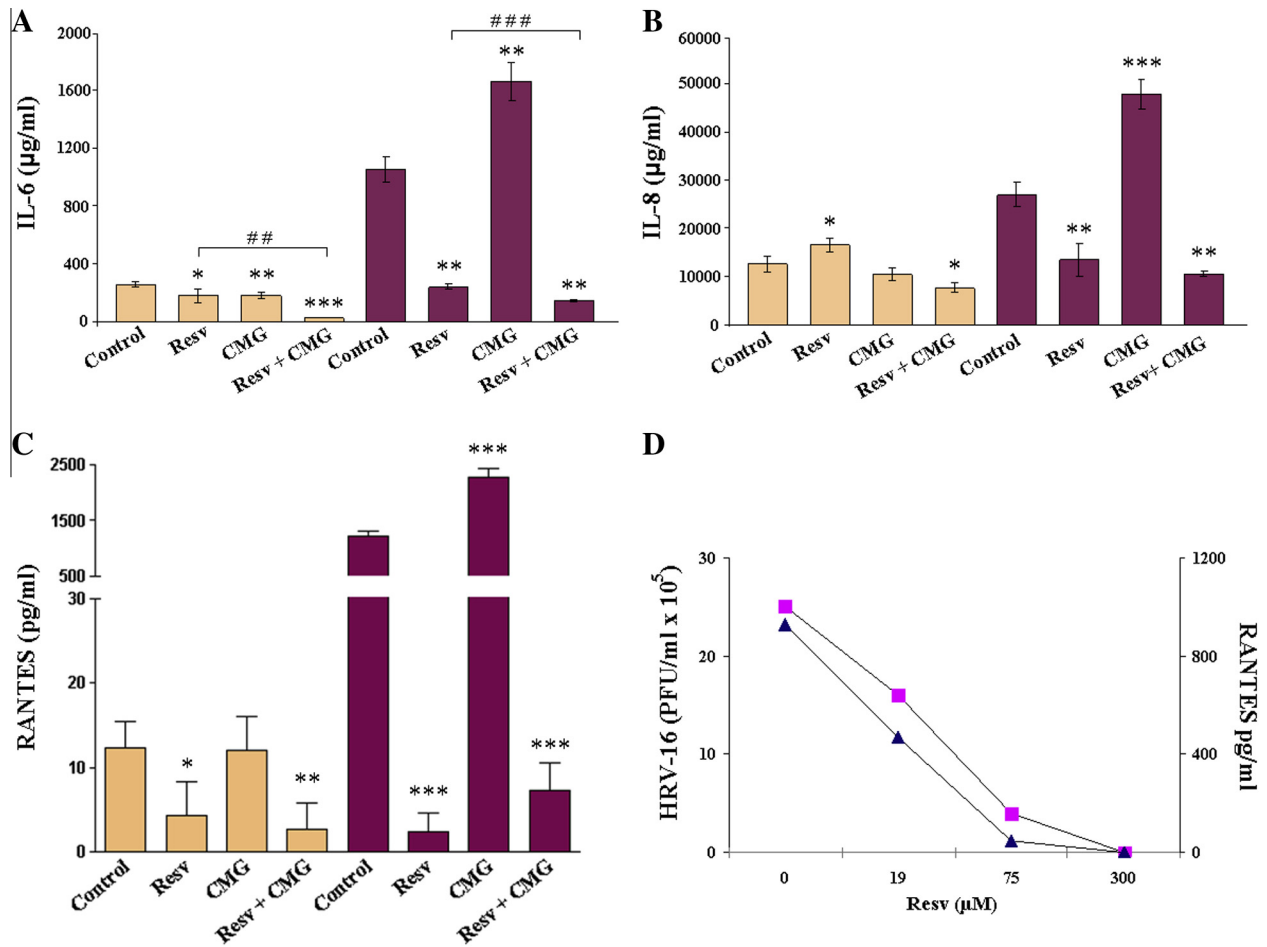 A
IL-6 (µg/ml)
2000
1600
1200
800
400
0
*
**
***
##
**
**
**
###
Control
Resv
CMG
Resv + CMG
Control
Resv
CMG
Resv + CMG
B
IL-8 (µg/ml)
60000
50000
40000
30000
20000
10000
0
*
*
**
***
**
Control
Resv
CMG
Resv + CMG
Control
Resv
CMG
Resv+ CMG
C
RANTES (pg/ml)
2500
1500
500
30
20
10
0
*
**
***
***
***
Control
Resv
CMG
Resv + CMG
Control
Resv
CMG
Resv + CMG
D
HRV-16 (PFU/ml x 10⁵)
30
20
10
0
RANTES pg/ml
1200
800
400
0
0
19
75
300
Resv (µM)